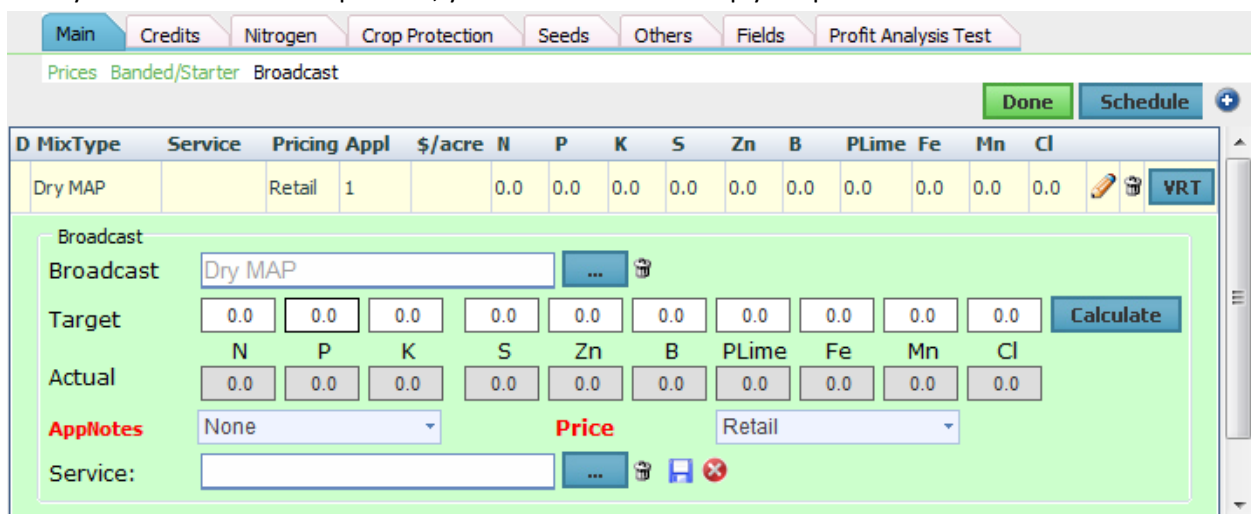 Main Credits Nitrogen Crop Protection Seeds Others Fields Profit Analysis Test
Prices Banded/Starter Broadcast
Done Schedule
D MixType Service Pricing Appl $/acre N P K S Zn B PLime Fe Mn Cl
Dry MAP Retail 1 0.0 0.0 0.0 0.0 0.0 0.0 0.0 0.0 0.0 0.0 VRT
Broadcast
Broadcast Dry MAP ...
Target 0.0 0.0 0.0 0.0 0.0 0.0 0.0 0.0 0.0 0.0 Calculate
N P K S Zn B PLime Fe Mn Cl
Actual 0.0 0.0 0.0 0.0 0.0 0.0 0.0 0.0 0.0 0.0
AppNotes None Price Retail
Service: ...